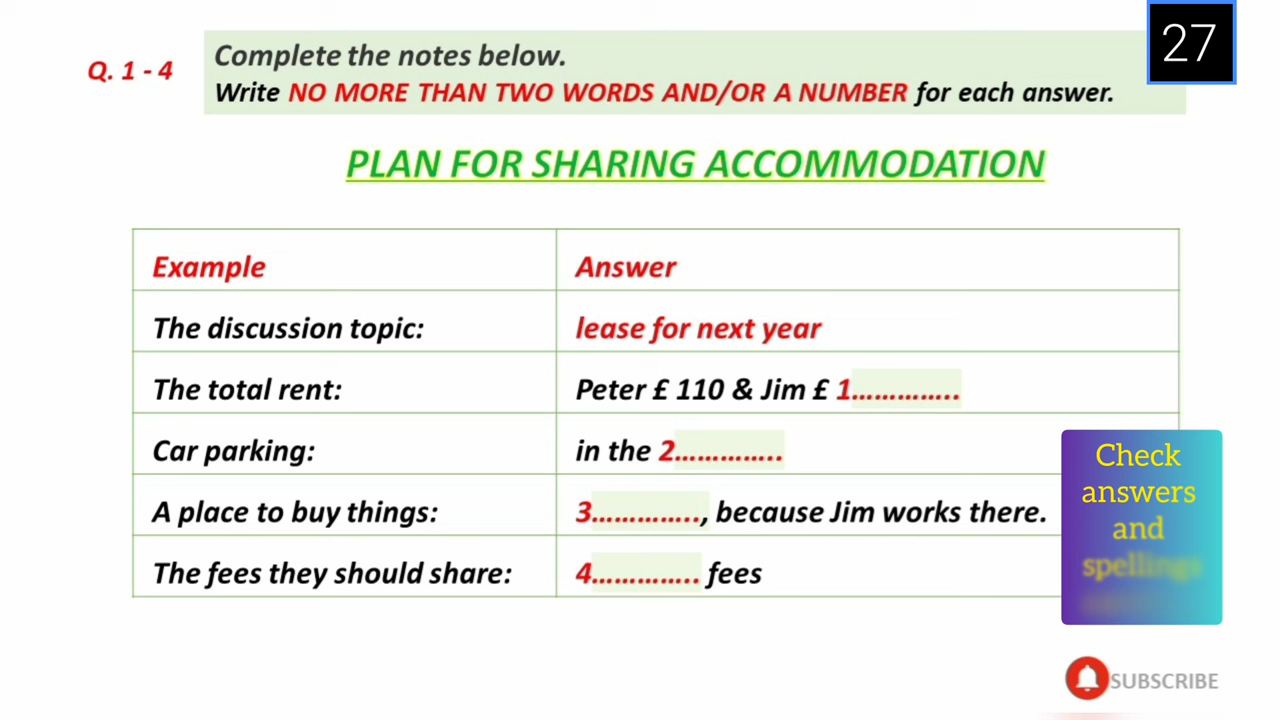 27
Q. 1 - 4
Complete the notes below.
Write NO MORE THAN TWO WORDS AND/OR A NUMBER for each answer.
PLAN FOR SHARING ACCOMMODATION
Example Answer
The discussion topic: lease for next year
The total rent: Peter £ 110 & Jim £ 1…………..
Car parking: in the 2…………..
A place to buy things: 3………….., because Jim works there.
The fees they should share: 4………….. fees
Check
answers
and
spellings
SUBSCRIBE